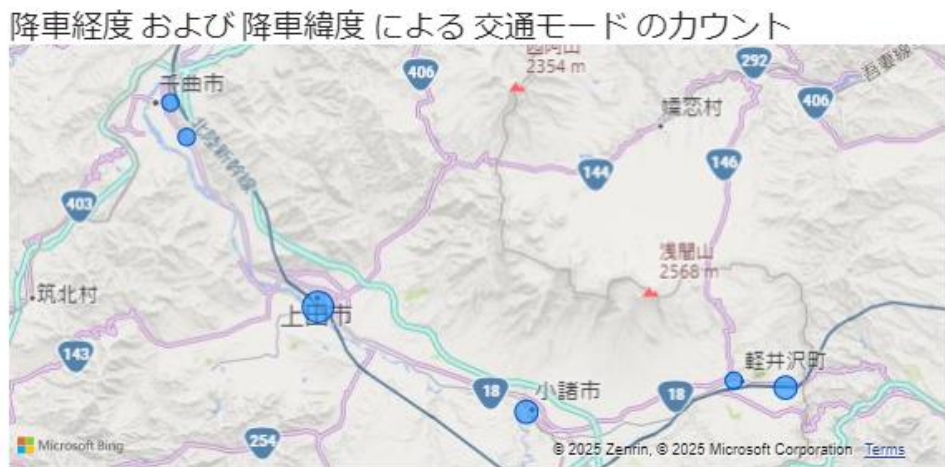 降車経度 および 降車緯度 による 交通モード のカウント
四阿山
2354 m
406
292
吾妻線
千曲市
嬬恋村
406
北陸新幹線
144
146
403
浅間山
2568 m
筑北村
上田市
軽井沢町
143
18
小諸市
18
254
Microsoft Bing
© 2025 Zenrin, © 2025 Microsoft Corporation Terms